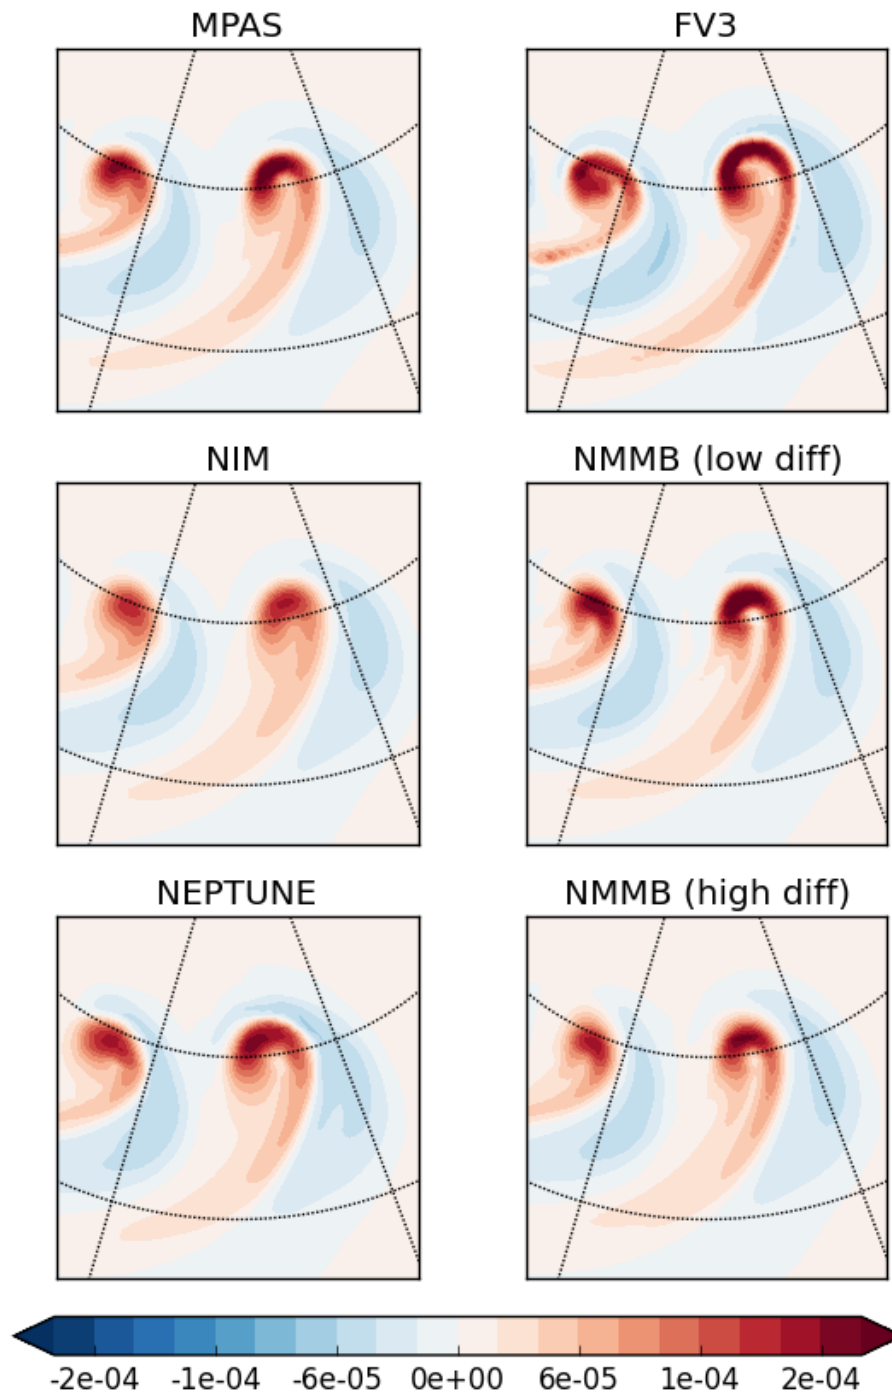 MPAS
FV3
NIM
NMMB (low diff)
NEPTUNE
NMMB (high diff)
-2e-04 -1e-04 -6e-05 0e+00 6e-05 1e-04 2e-04